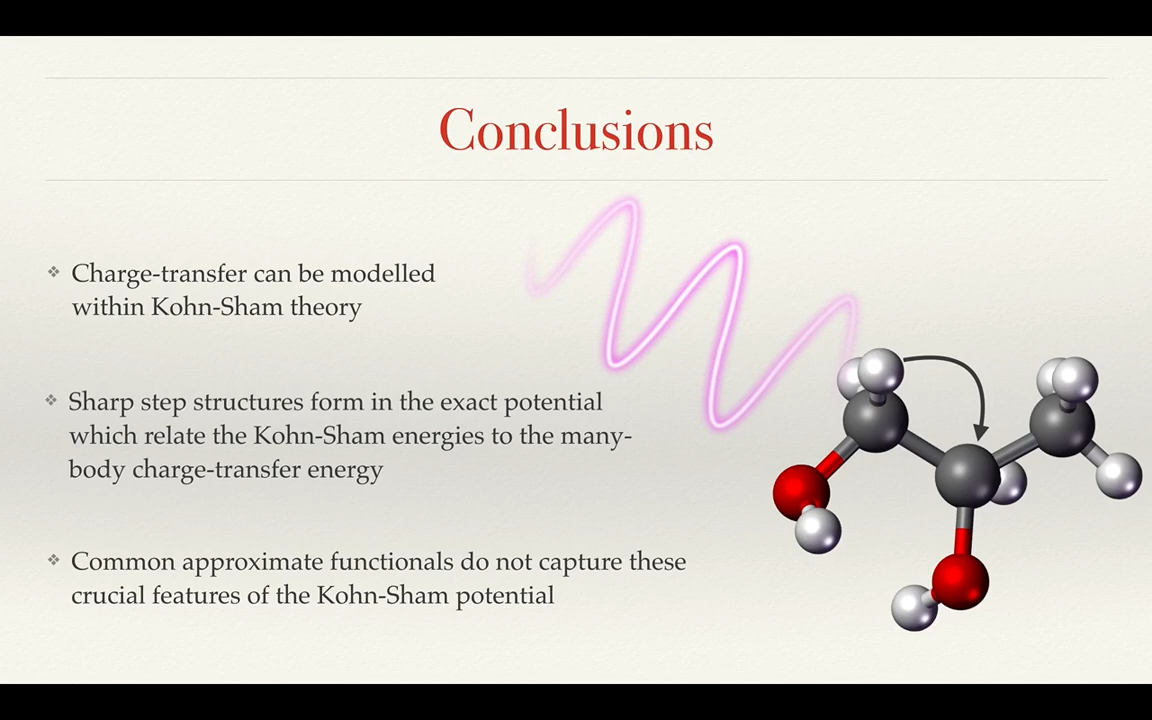 Conclusions
Charge-transfer can be modelled
within Kohn-Sham theory
Sharp step structures form in the exact potential
which relate the Kohn-Sham energies to the many-
body charge-transfer energy
Common approximate functionals do not capture these
crucial features of the Kohn-Sham potential